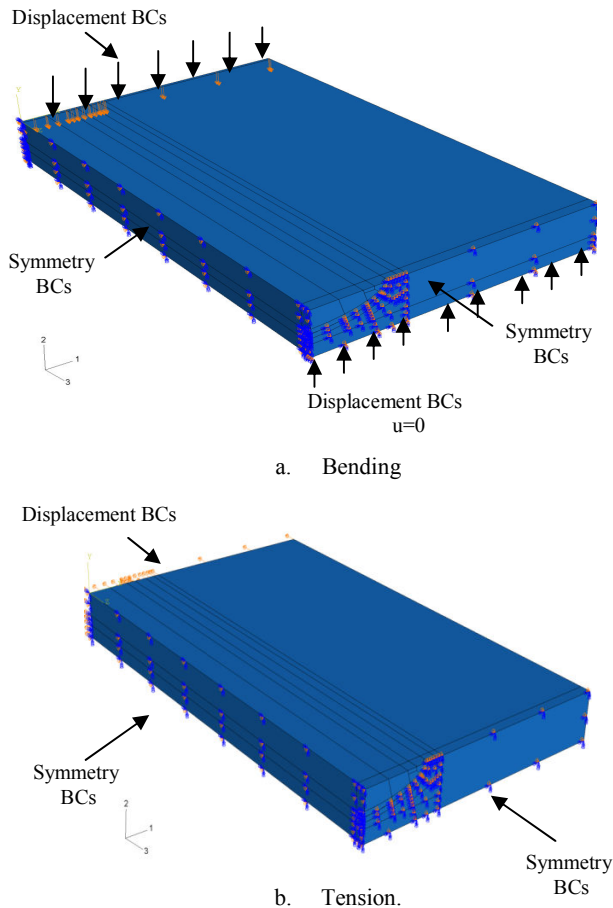 Displacement BCs
Y
Symmetry
BCs
Symmetry
BCs
2
1
3
Displacement BCs
u=0
a. Bending
Displacement BCs
Y
Symmetry
BCs
2
1
3
Symmetry
BCs
b. Tension.